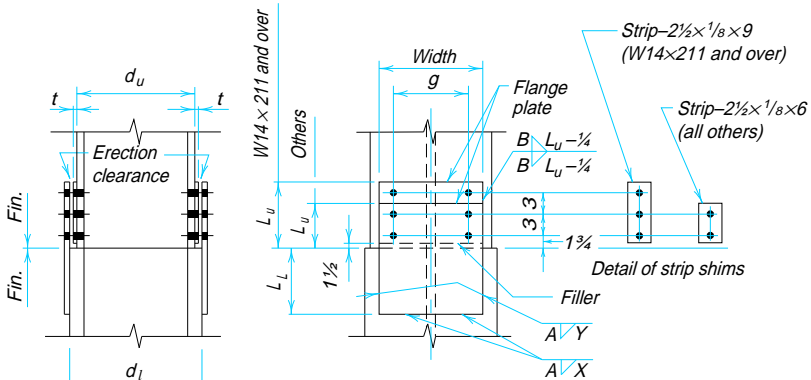 Strip–2½×⅛×9
(W14×211 and over)
Width
d_u
g
t
t
Flange
plate
Strip–2½×⅛×6
(all others)
W14×211 and over
Others
Erection
clearance
B L_u –¼
B L_u –¼
Fin.
L_u
L_u
3
3
1¾
Fin.
L_L
1½
Detail of strip shims
Filler
A Y
A X
d_l